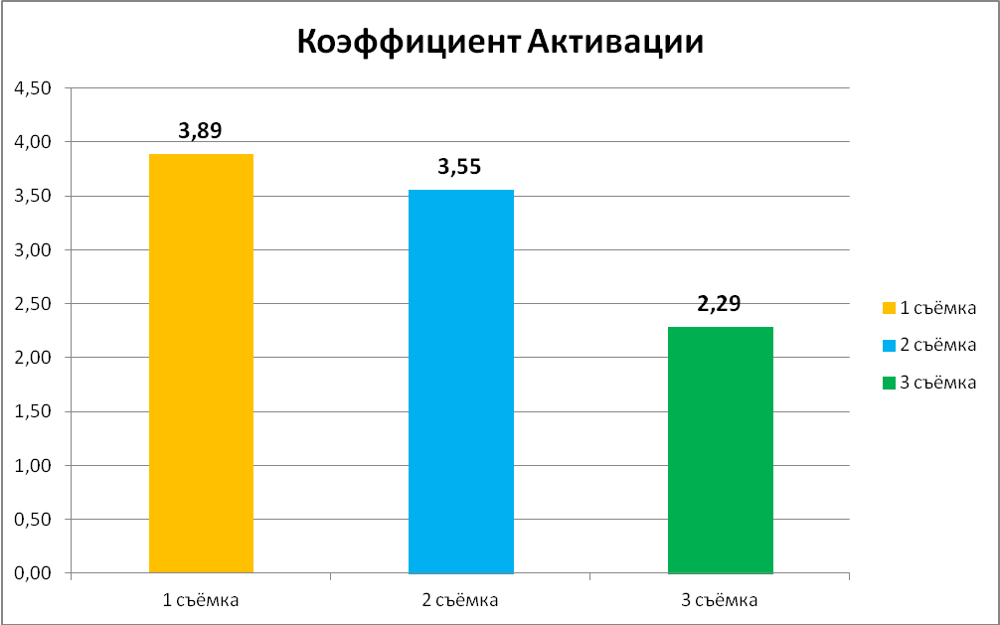 Коэффициент Активации
4,50
4,00
3,50
3,00
2,50
2,00
1,50
1,00
0,50
0,00
3,89
3,55
2,29
1 съёмка
2 съёмка
3 съёмка
1 съёмка
2 съёмка
3 съёмка